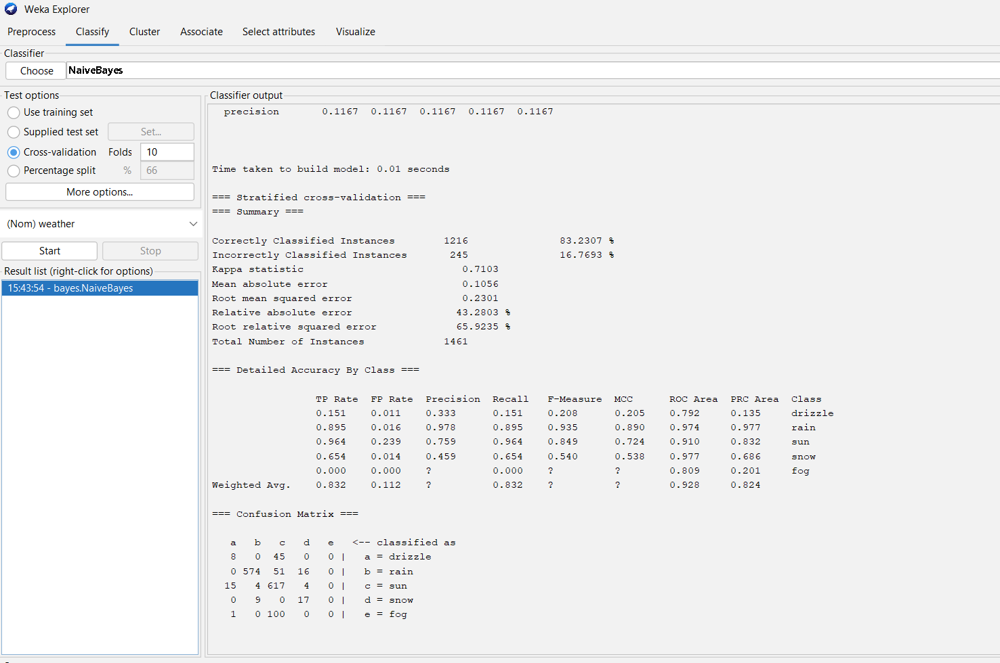 Weka Explorer
Preprocess Classify Cluster Associate Select attributes Visualize
Classifier
Choose NaiveBayes
Test options
Use training set
Supplied test set Set...
Cross-validation Folds 10
Percentage split % 66
More options...
(Nom) weather
Start Stop
Result list (right-click for options)
15:43:54 - bayes.NaiveBayes
Classifier output
precision 0.1167 0.1167 0.1167 0.1167 0.1167
Time taken to build model: 0.01 seconds
=== Stratified cross-validation ===
=== Summary ===
Correctly Classified Instances 1216 83.2307 %
Incorrectly Classified Instances 245 16.7693 %
Kappa statistic 0.7103
Mean absolute error 0.1056
Root mean squared error 0.2301
Relative absolute error 43.2803 %
Root relative squared error 65.9235 %
Total Number of Instances 1461
=== Detailed Accuracy By Class ===
TP Rate FP Rate Precision Recall F-Measure MCC ROC Area PRC Area Class
0.151 0.011 0.333 0.151 0.208 0.205 0.792 0.135 drizzle
0.895 0.016 0.978 0.895 0.935 0.890 0.974 0.977 rain
0.964 0.239 0.759 0.964 0.849 0.724 0.910 0.832 sun
0.654 0.014 0.459 0.654 0.540 0.538 0.977 0.686 snow
0.000 0.000 ? 0.000 ? ? 0.809 0.201 fog
Weighted Avg. 0.832 0.112 ? 0.832 ? ? 0.928 0.824
=== Confusion Matrix ===
a b c d e <-- classified as
8 0 45 0 0 | a = drizzle
0 574 51 16 0 | b = rain
15 4 617 4 0 | c = sun
0 9 0 17 0 | d = snow
1 0 100 0 0 | e = fog